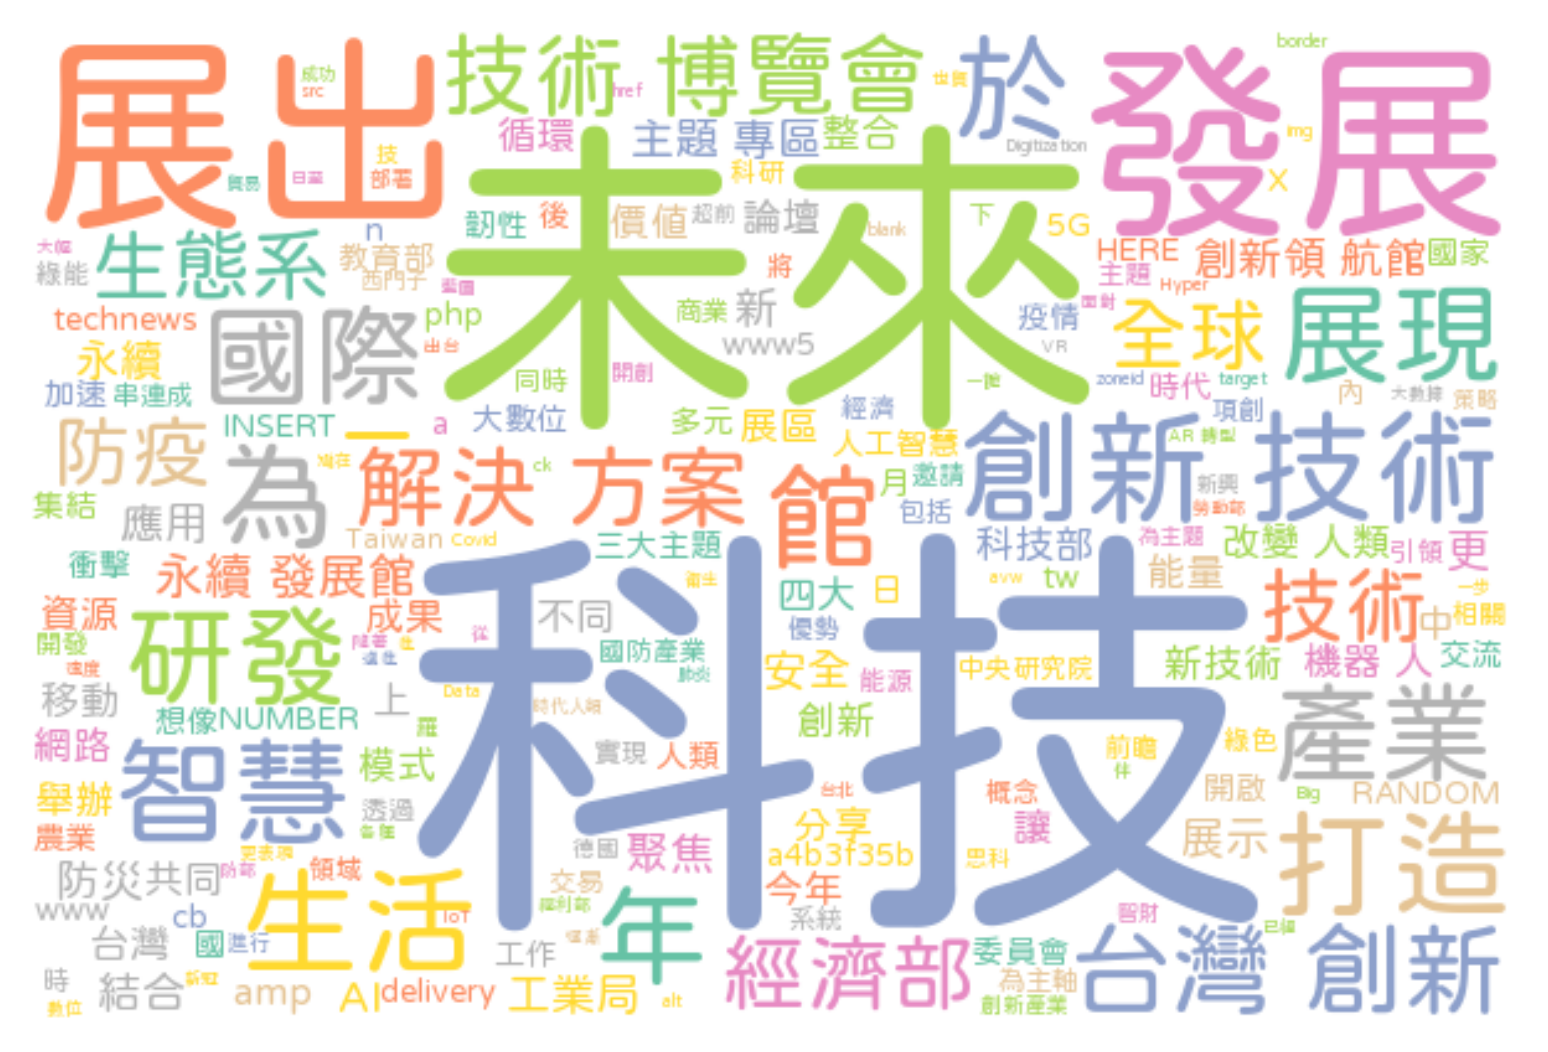 展出
技術 博覽會
於
發展
border
成功
src
href
世貿
循環
主題 專區
整合
Digitization
img
技
部署
貿易
日至
科研
X
未來
韌性
後
價值
超前
論壇
下
5G
blank
n
大幅
生態系
教育部
西門子
綠能
藍圖
將
HERE
創新領 航館
國家
主題
Hyper
面對
technews
國際
php
商業
新
疫情
全球
展現
永續
出台
www5
VR
加速
串連成
同時
開創
一窺
zoneid
時代
target
內
大數據
策略
INSERT
一
a
大數位
多元
展區
經濟
項創
防疫
為
解決 方案
館
人工智慧
創新 技術
AR 轉型
ck
月
邀請
新興
集結
應用
包括
勞動部
Taiwan
Covid
三大主題
科技部
為主題
改變 人類
引領
更
衝擊
永續 發展館
科技
衛生
四大
日
avw
tw
能量
技術
一步
資源
成果
不同
優勢
中
相關
開發
研發
隨著
從
國防產業
肺炎
安全
能源
中央研究院
新技術
機器 人
交流
速度
移動
上
Data
想像NUMBER
羅
時代人類
創新
產業
網路
智慧
模式
實現
人類
前瞻
件
綠色
舉辦
透過
台北
概念
開啟
Big
RANDOM
農業
各種
分享
讓
展示
打造
德國
聚焦
a4b3f35b
思科
防災共同
防部
領域
交易
今年
www
cb
生活
IoT
福利部
年
系統
智財
台灣
國
進行
工作
經濟部
委員會
台灣 創新
時
結合
amp
AI
delivery
工業局
alt
為主軸
創新產業
數位